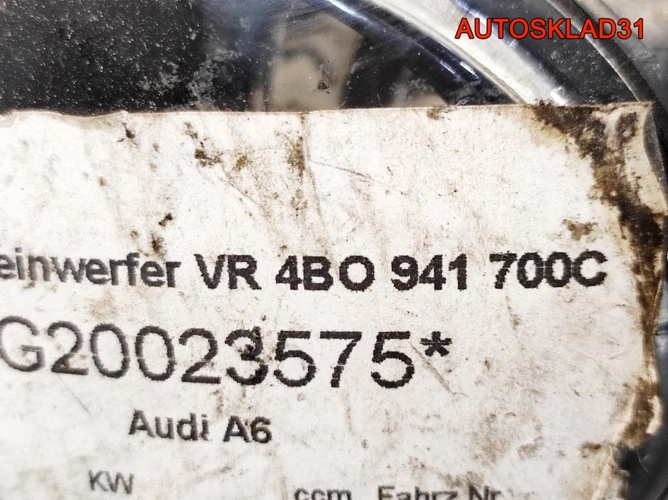 AUTOSKLAD31
einwerfer VR 4BO 941 700C
G20023575*
Audi A6
KW
ccm Fahrz Nr